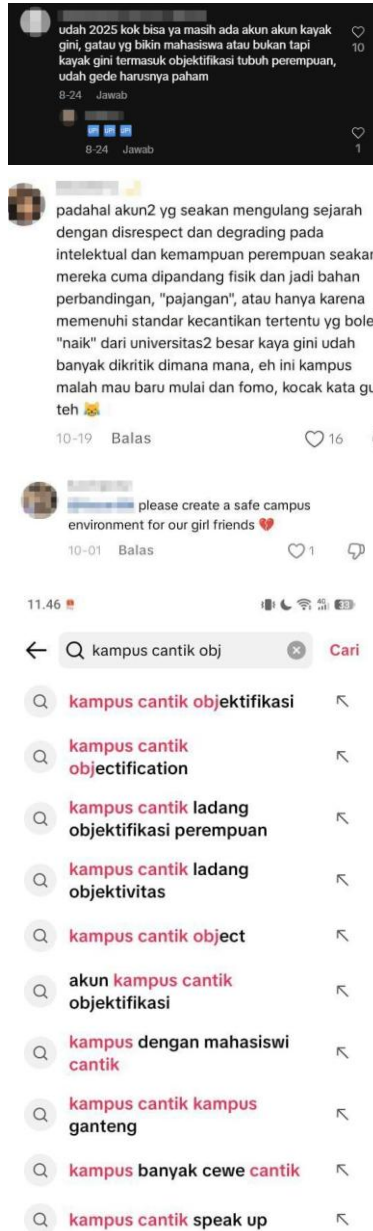 udah 2025 kok bisa ya masih ada akun akun kayak
gini, gatau yg bikin mahasiswa atau bukan tapi
kayak gini termasuk objektifikasi tubuh perempuan,
udah gede harusnya paham
10
8-24 Jawab
UP! UP! UP!
8-24 Jawab
1
padahal akun2 yg seakan mengulang sejarah
dengan disrespect dan degrading pada
intelektual dan kemampuan perempuan seakan
mereka cuma dipandang fisik dan jadi bahan
perbandingan, "pajangan", atau hanya karena
memenuhi standar kecantikan tertentu yg bole
"naik" dari universitas2 besar kaya gini udah
banyak dikritik dimana mana, eh ini kampus
malah mau baru mulai dan fomo, kocak kata gu
teh 😹
10-19 Balas 16
please create a safe campus
environment for our girl friends 💔
10-01 Balas 1
11.46 4G 33
kampus cantik obj Cari
kampus cantik objektifikasi
kampus cantik
objectification
kampus cantik ladang
objektifikasi perempuan
kampus cantik ladang
objektivitas
kampus cantik object
akun kampus cantik
objektifikasi
kampus dengan mahasiswi
cantik
kampus cantik kampus
ganteng
kampus banyak cewe cantik
kampus cantik speak up